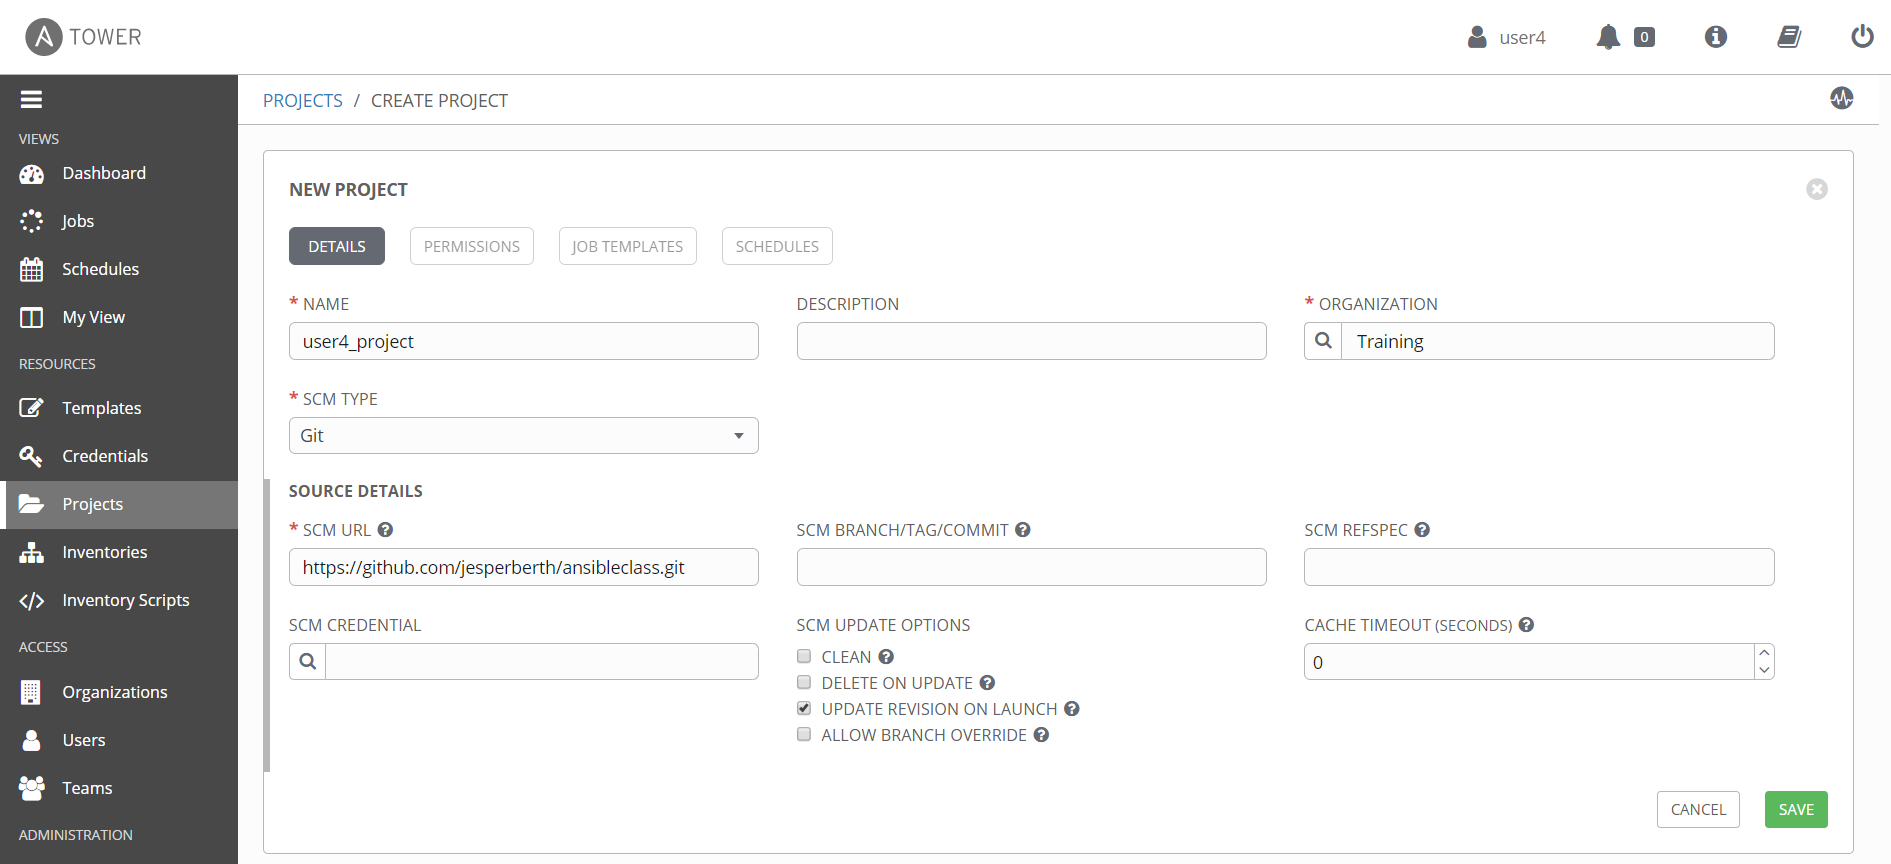 TOWER
user4
0
PROJECTS / CREATE PROJECT
VIEWS
Dashboard
Jobs
Schedules
My View
RESOURCES
Templates
Credentials
Projects
Inventories
Inventory Scripts
ACCESS
Organizations
Users
Teams
ADMINISTRATION
NEW PROJECT
DETAILS PERMISSIONS JOB TEMPLATES SCHEDULES
* NAME
user4_project
DESCRIPTION
* ORGANIZATION
Training
* SCM TYPE
Git
SOURCE DETAILS
* SCM URL
https://github.com/jesperberth/ansibleclass.git
SCM BRANCH/TAG/COMMIT
SCM REFSPEC
SCM CREDENTIAL
SCM UPDATE OPTIONS
CLEAN
DELETE ON UPDATE
UPDATE REVISION ON LAUNCH
ALLOW BRANCH OVERRIDE
CACHE TIMEOUT (SECONDS)
0
CANCEL SAVE